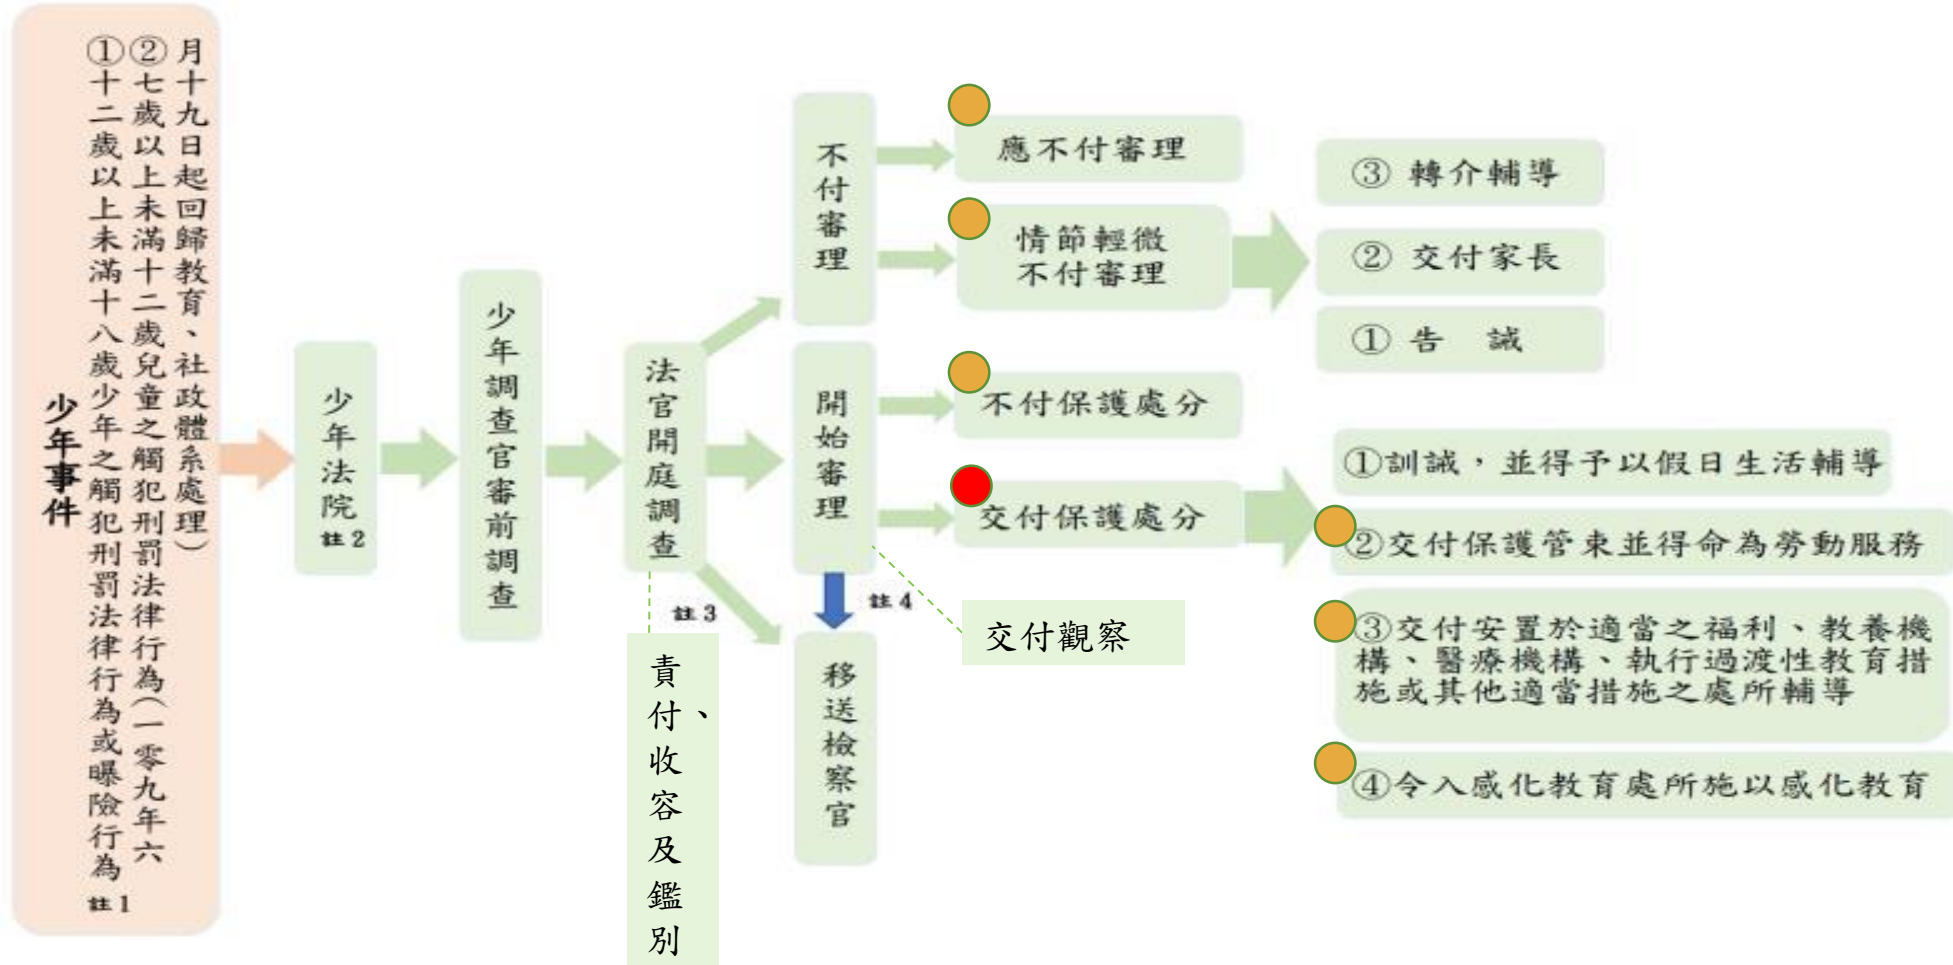 少年事件
①十二歲以上未滿十八歲少年之觸犯刑罰法律行為或曝險行為 註1
②七歲以上未滿十二歲兒童之觸犯刑罰法律行為(一零九年六
月十九日起回歸教育、社政體系處理)
少年法院 註2
少年調查官審前調查
法官開庭調查
責付、
收容及鑑別
註3
不付審理
應不付審理
情節輕微
不付審理
③ 轉介輔導
② 交付家長
① 告 誡
開始審理
註4
交付觀察
移送檢察官
不付保護處分
交付保護處分
①訓誡，並得予以假日生活輔導
②交付保護管束並得命為勞動服務
③交付安置於適當之福利、教養機
構、醫療機構、執行過渡性教育措
施或其他適當措施之處所輔導
④令入感化教育處所施以感化教育